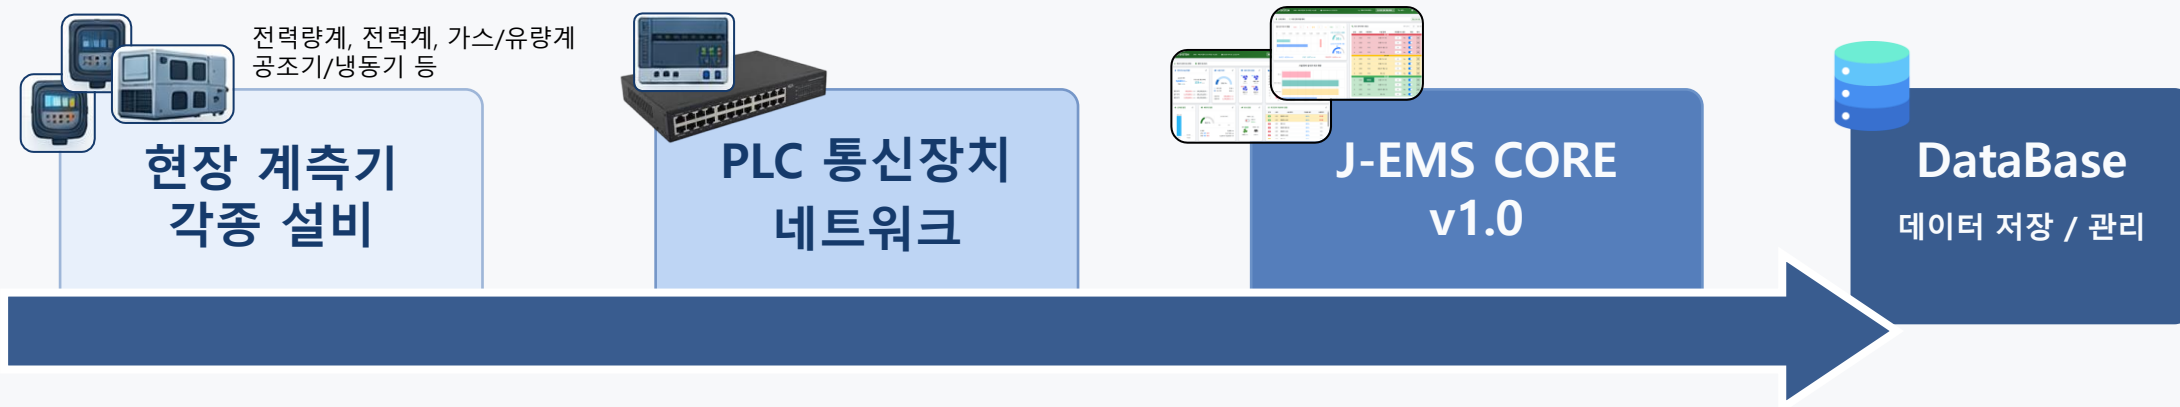 전력량계, 전력계, 가스/유량계
공조기/냉동기 등
현장 계측기
각종 설비
PLC 통신장치
네트워크
J-EMS CORE
v1.0
DataBase
데이터 저장 / 관리